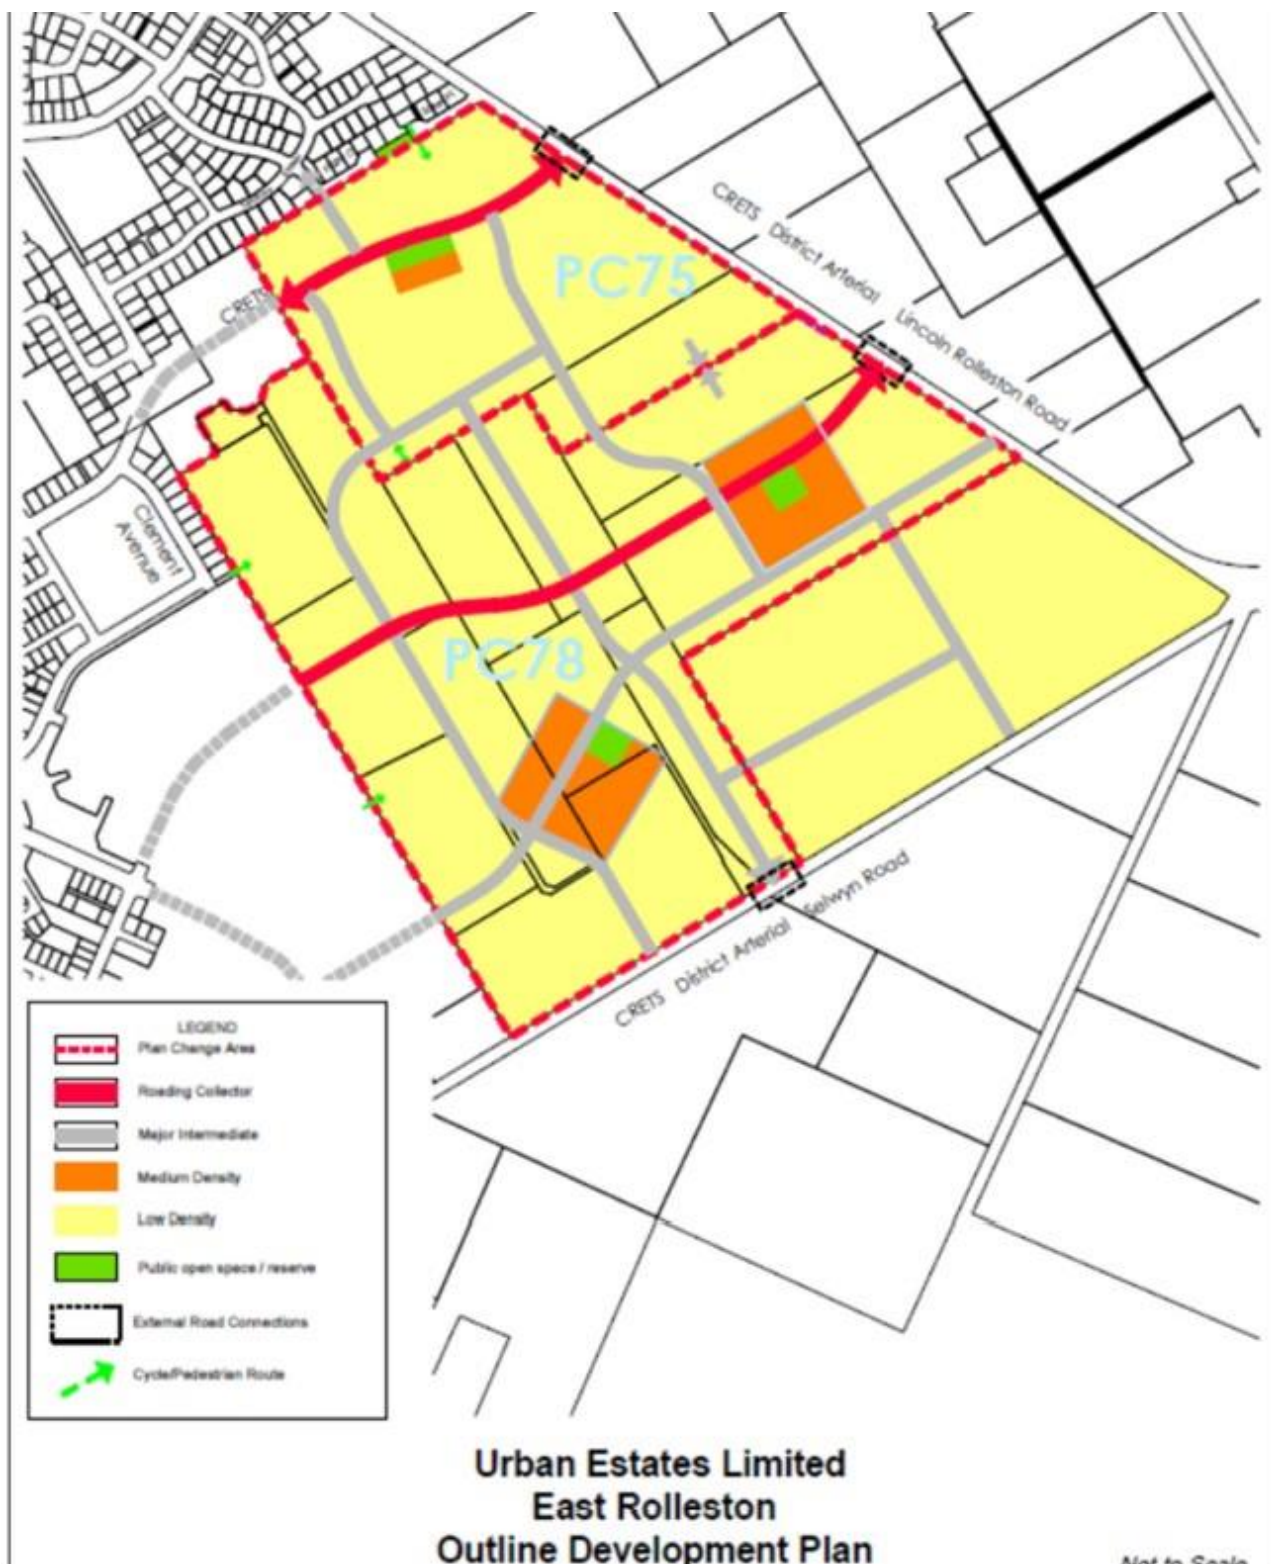 CRETS District Arterial Lincoln Rolleston Road
PC75
CRETS
Clement
Avenue
PC78
CRETS District Arterial Selwyn Road
LEGEND
Plan Change Area
Roading Collector
Major Intermediate
Medium Density
Low Density
Public open space / reserve
External Road Connections
Cycle/Pedestrian Route
Urban Estates Limited
East Rolleston
Outline Development Plan
Not to Scale